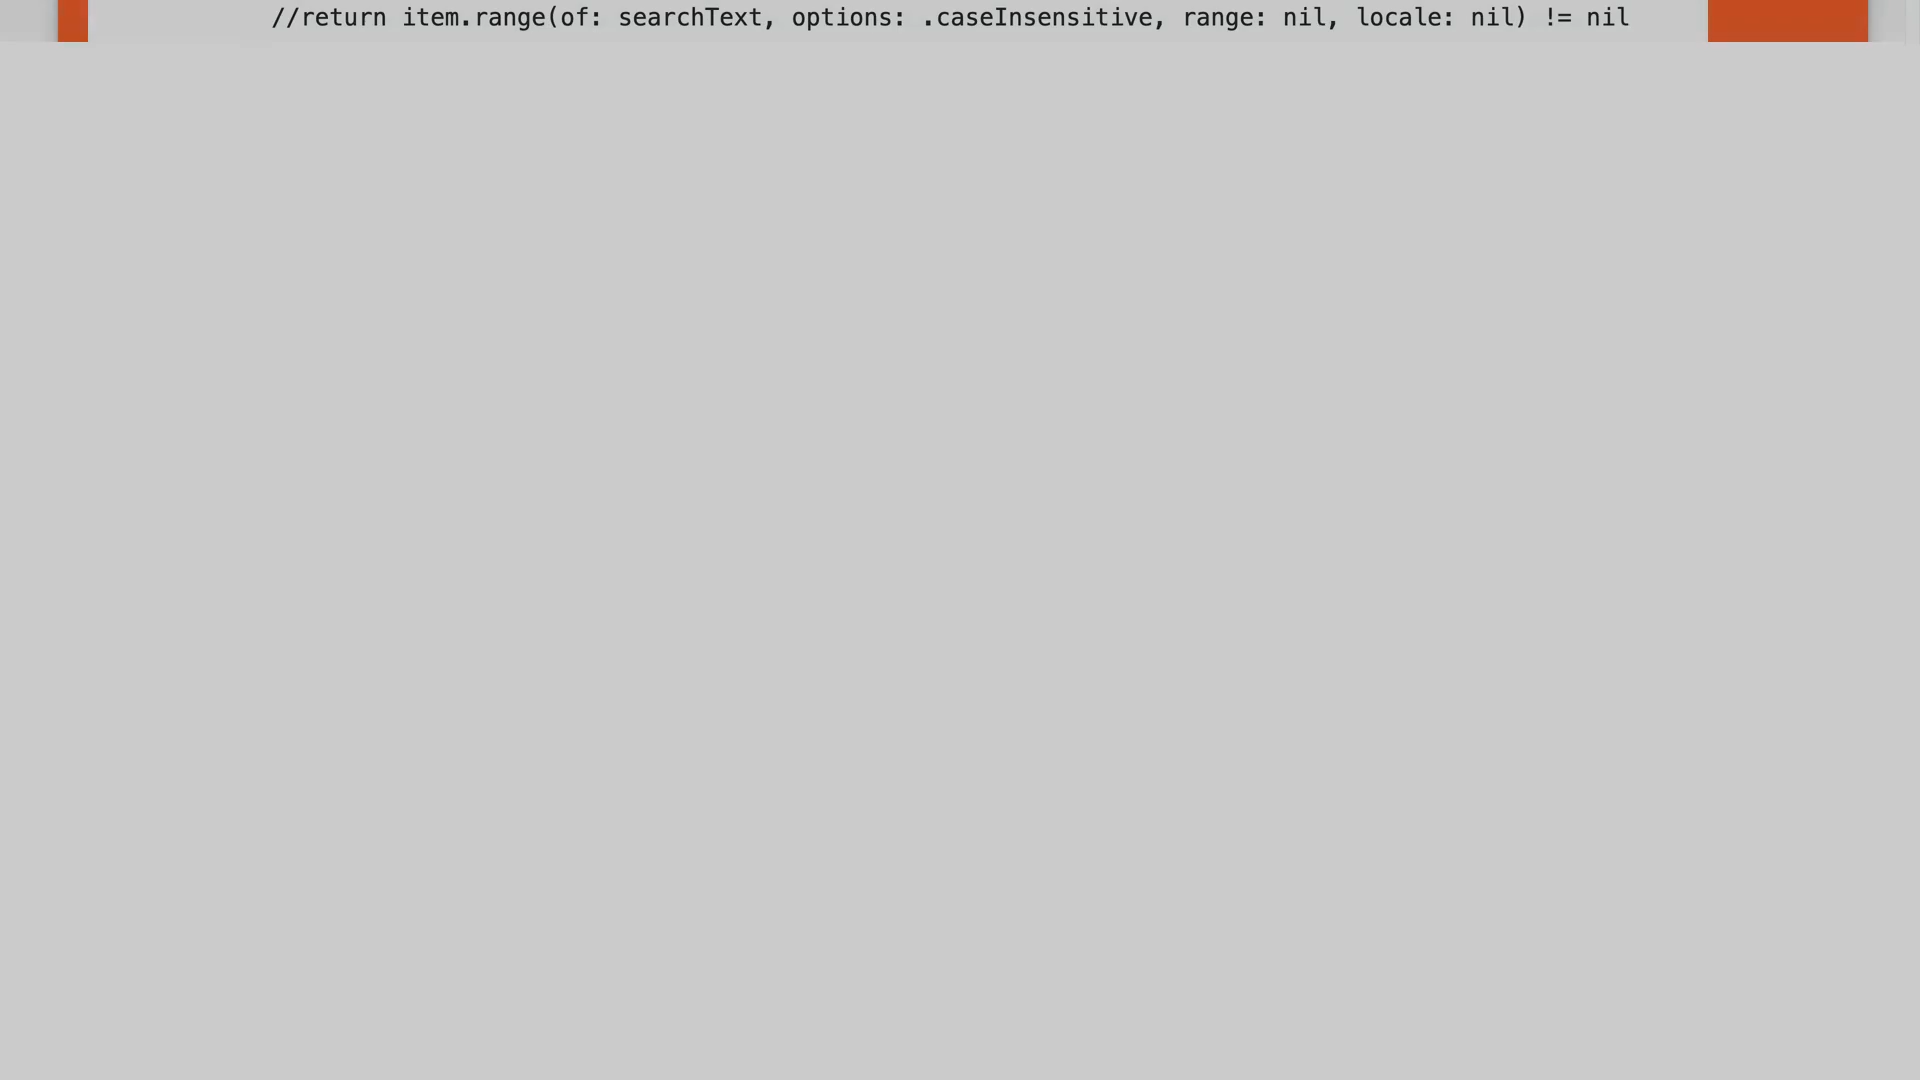 //return item.range(of: searchText, options: .caseInsensitive, range: nil, locale: nil) != nil